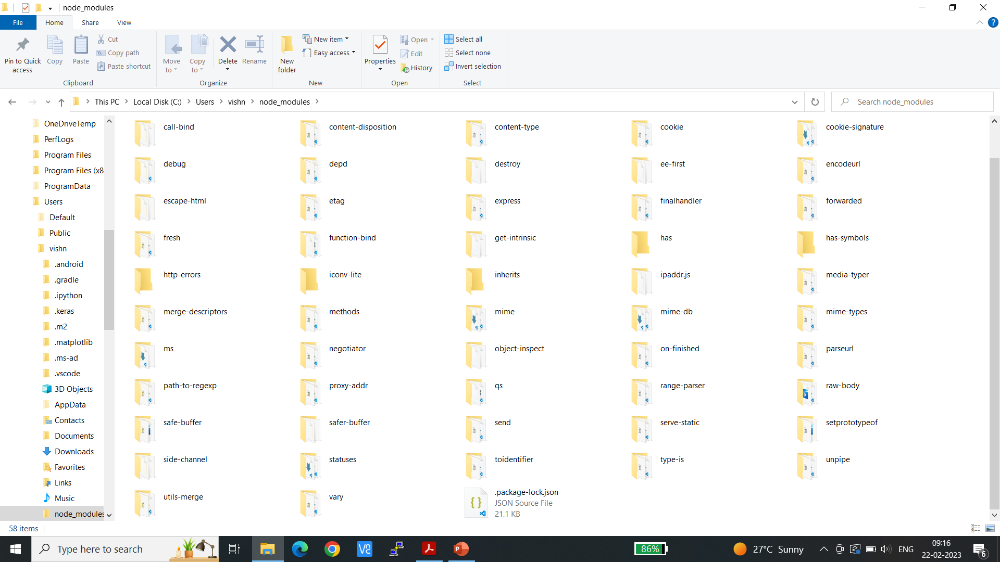 node_modules
File Home Share View
Pin to Quick access
Copy
Paste
Cut
Copy path
Paste shortcut
Clipboard
Move to
Copy to
Delete
Rename
Organize
New folder
New item
Easy access
New
Properties
Open
Edit
History
Open
Select all
Select none
Invert selection
Select
This PC Local Disk (C:) Users vishn node_modules
Search node_modules
OneDriveTemp
PerfLogs
Program Files
Program Files (x8
ProgramData
Users
Default
Public
vishn
.android
.gradle
.ipython
.keras
.m2
.matplotlib
.ms-ad
.vscode
3D Objects
AppData
Contacts
Documents
Downloads
Favorites
Links
Music
node_modules
call-bind content-disposition content-type cookie cookie-signature
debug depd destroy ee-first encodeurl
escape-html etag express finalhandler forwarded
fresh function-bind get-intrinsic has has-symbols
http-errors iconv-lite inherits ipaddr.js media-typer
merge-descriptors methods mime mime-db mime-types
ms negotiator object-inspect on-finished parseurl
path-to-regexp proxy-addr qs range-parser raw-body
safe-buffer safer-buffer send serve-static setprototypeof
side-channel statuses toidentifier type-is unpipe
utils-merge vary .package-lock.json
JSON Source File
21.1 KB
58 items
Type here to search
86%
27°C Sunny
ENG
09:16
22-02-2023
6